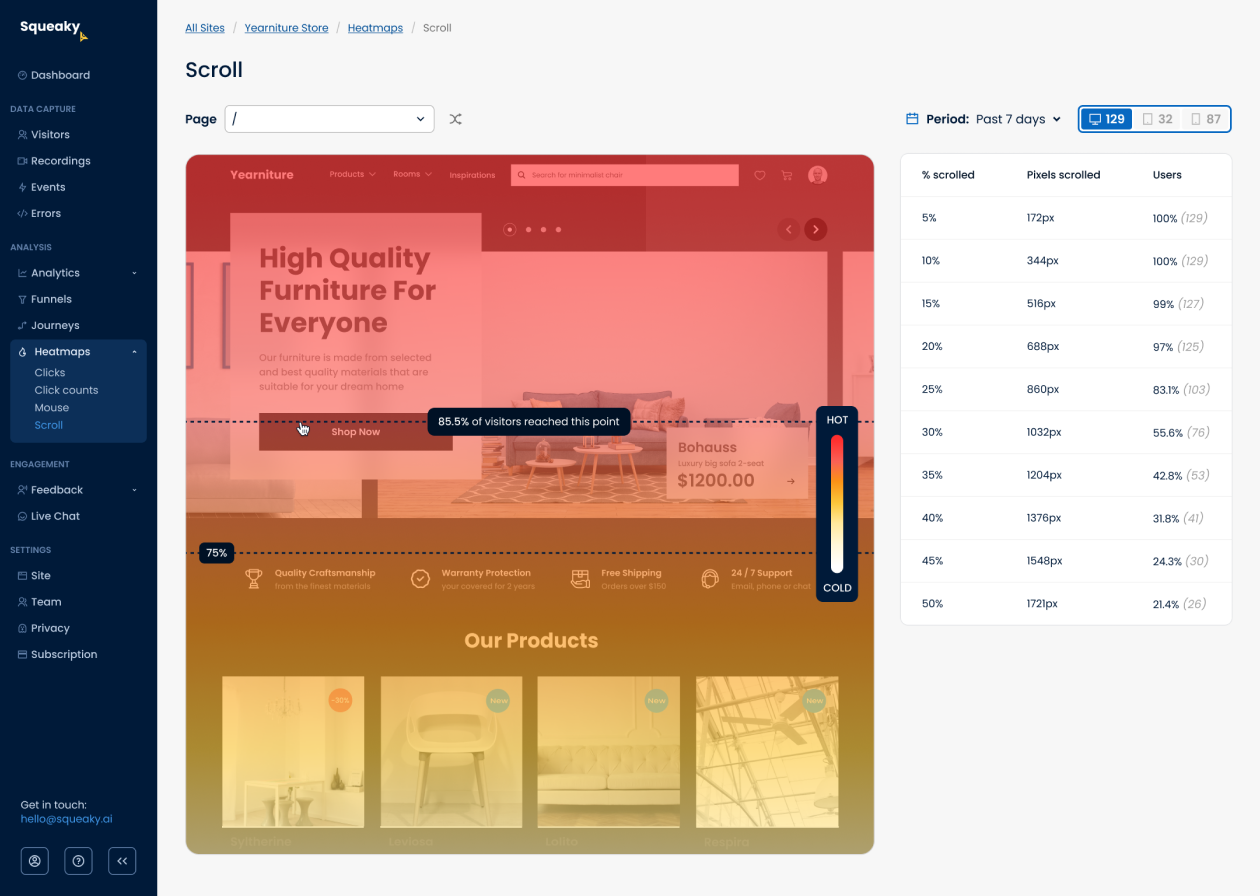 Squeaky
Dashboard
DATA CAPTURE
Visitors
Recordings
Events
Errors
ANALYSIS
Analytics
Funnels
Journeys
Heatmaps
Clicks
Click counts
Mouse
Scroll
ENGAGEMENT
Feedback
Live Chat
SETTINGS
Site
Team
Privacy
Subscription
Get in touch:
hello@squeaky.ai
All Sites / Yearniture Store / Heatmaps / Scroll
Scroll
Page /
Period: Past 7 days 129 32 87
Yearniture Products Rooms Inspirations Search for minimalist chair
High Quality
Furniture For
Everyone
Our furniture is made from selected
and best quality materials that are
suitable for your dream home
Shop Now
85.5% of visitors reached this point
Bohauss
Luxury big sofa 2-seat
$1200.00
HOT
COLD
75%
Quality Craftsmanship
from the finest materials
Warranty Protection
your covered for 2 years
Free Shipping
Orders over $150
24 / 7 Support
Email, phone or chat
Our Products
-30% New New New
Syltherine Leviosa Lolito Respira
% scrolled Pixels scrolled Users
5% 172px 100% (129)
10% 344px 100% (129)
15% 516px 99% (127)
20% 688px 97% (125)
25% 860px 83.1% (103)
30% 1032px 55.6% (76)
35% 1204px 42.8% (53)
40% 1376px 31.8% (41)
45% 1548px 24.3% (30)
50% 1721px 21.4% (26)